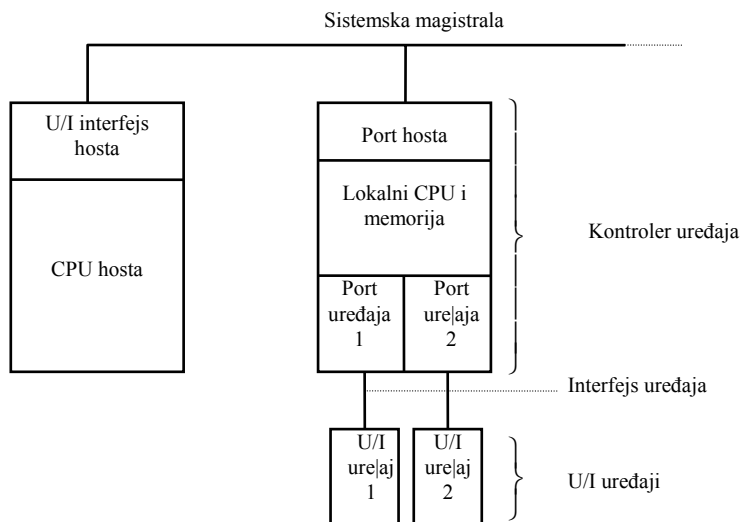 Sistemska magistrala
U/I interfejs
hosta
CPU hosta
Port hosta
Lokalni CPU i
memorija
Port
uređaja
1
Port
ure|aja
2
Kontroler uređaja
Interfejs uređaja
U/I
ure|aj
1
U/I
ure|aj
2
U/I uređaji